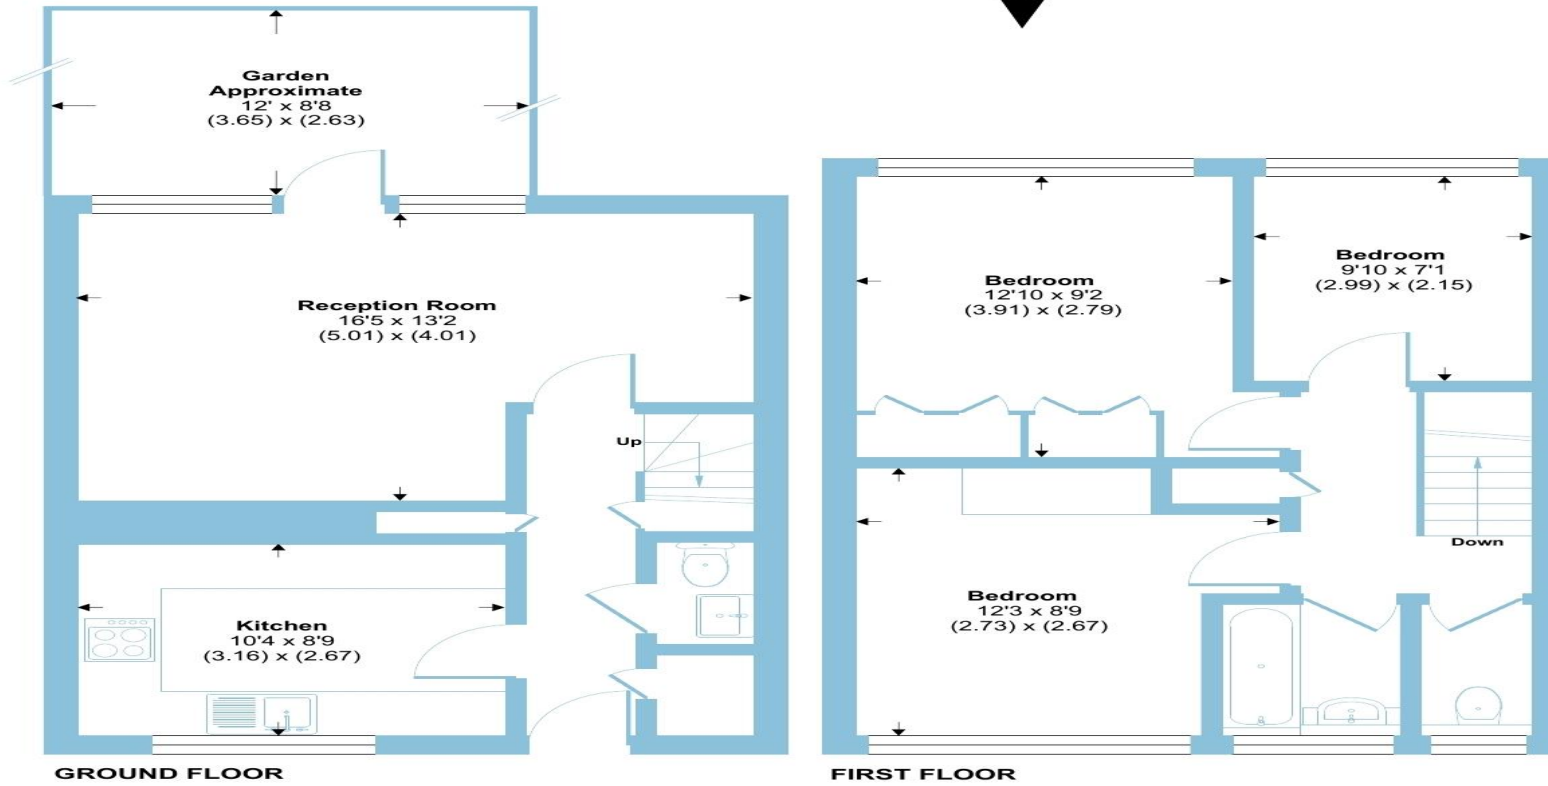 Garden
Approximate
12' x 8'8
(3.65) x (2.63)
Reception Room
16'5 x 13'2
(5.01) x (4.01)
Up
Kitchen
10'4 x 8'9
(3.16) x (2.67)
GROUND FLOOR
Bedroom
12'10 x 9'2
(3.91) x (2.79)
Bedroom
9'10 x 7'1
(2.99) x (2.15)
Down
Bedroom
12'3 x 8'9
(2.73) x (2.67)
FIRST FLOOR